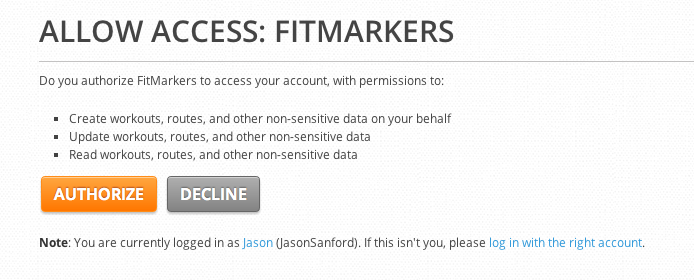 ALLOW ACCESS: FITMARKERS
Do you authorize FitMarkers to access your account, with permissions to:
Create workouts, routes, and other non-sensitive data on your behalf
Update workouts, routes, and other non-sensitive data
Read workouts, routes, and other non-sensitive data
AUTHORIZE DECLINE
Note: You are currently logged in as Jason (JasonSanford). If this isn't you, please log in with the right account.